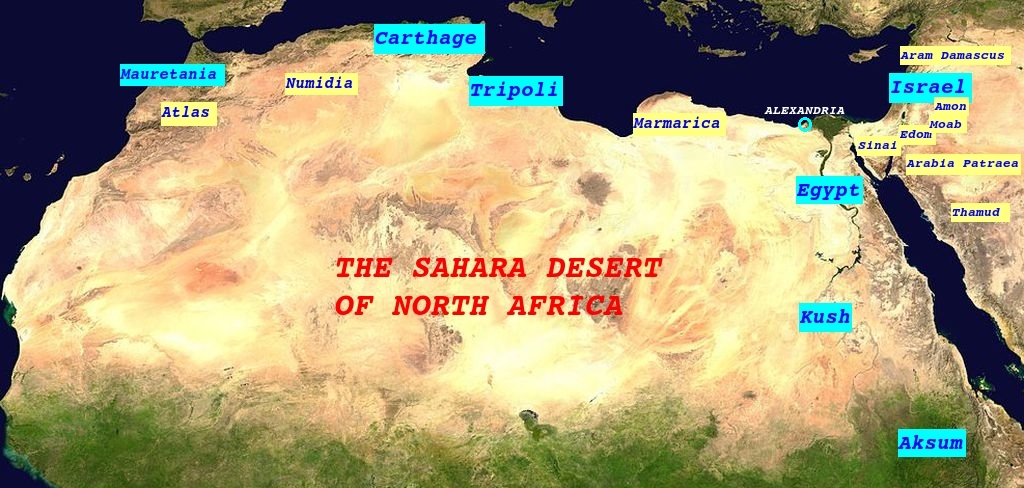 Carthage
Aram Damascus
Mauretania
Numidia
Tripoli
Israel
Atlas
Amon
ALEXANDRIA
Marmarica
Moab
Edom
Sinai
Arabia Patraea
Egypt
Thamud
THE SAHARA DESERT
OF NORTH AFRICA
Kush
Aksum